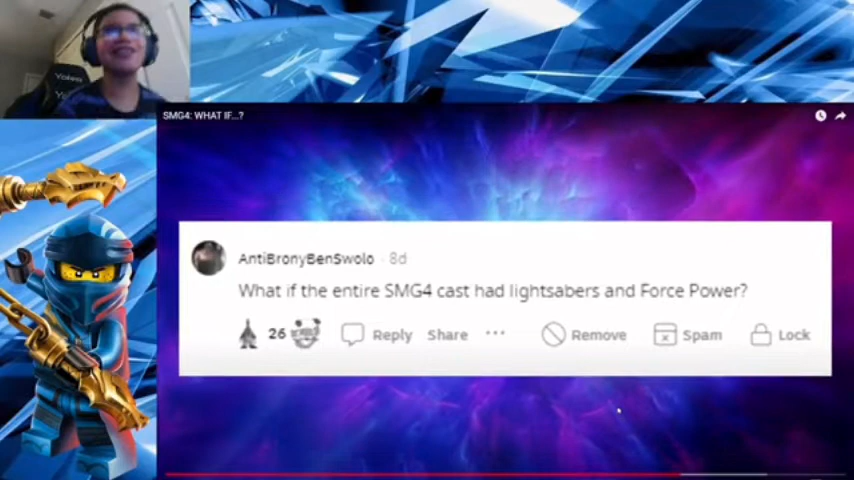 Yolea
SMG4: WHAT IF...?
AntiBronyBenSwolo · 8d
What if the entire SMG4 cast had lightsabers and Force Power?
26 Reply Share ··· Remove Spam Lock